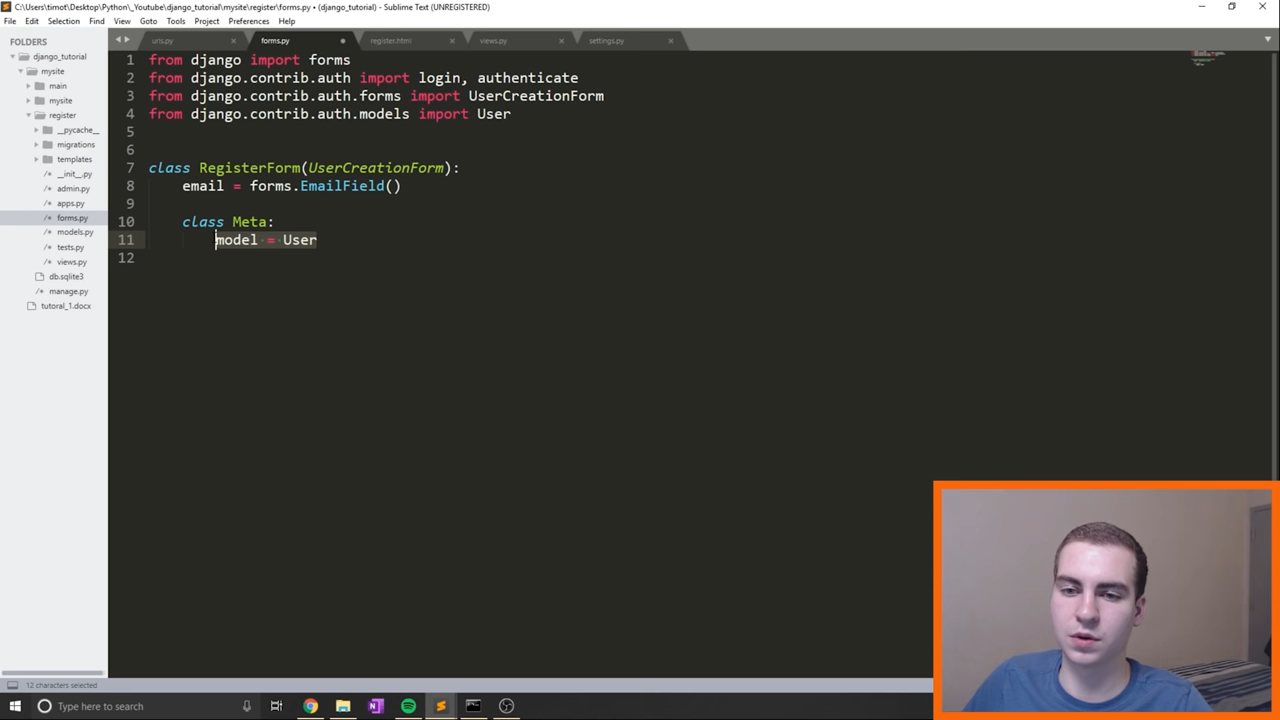 C:\Users\timot\Desktop\Python\_Youtube\django_tutorial\mysite\register\forms.py • (django_tutorial) - Sublime Text (UNREGISTERED)
File Edit Selection Find View Goto Tools Project Preferences Help
FOLDERS
django_tutorial
mysite
main
mysite
register
__pycache__
migrations
templates
__init__.py
admin.py
apps.py
forms.py
models.py
tests.py
views.py
db.sqlite3
manage.py
tutoral_1.docx
urls.py forms.py register.html views.py settings.py
1 from django import forms
2 from django.contrib.auth import login, authenticate
3 from django.contrib.auth.forms import UserCreationForm
4 from django.contrib.auth.models import User
5
6
7 class RegisterForm(UserCreationForm):
8 email = forms.EmailField()
9
10 class Meta:
11 model = User
12
12 characters selected
Type here to search